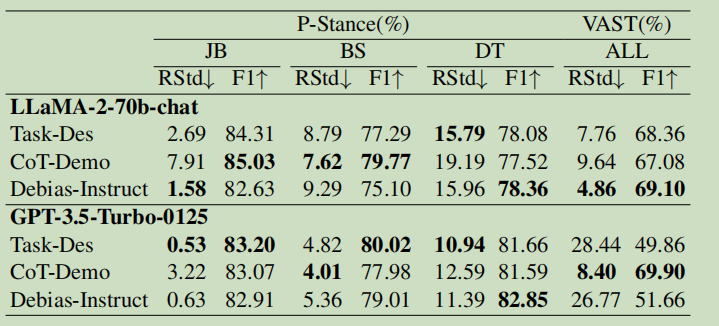 P-Stance(%) VAST(%)
JB BS DT ALL
RStd↓ F1↑ RStd↓ F1↑ RStd↓ F1↑ RStd↓ F1↑
LLaMA-2-70b-chat
Task-Des 2.69 84.31 8.79 77.29 15.79 78.08 7.76 68.36
CoT-Demo 7.91 85.03 7.62 79.77 19.19 77.52 9.64 67.08
Debias-Instruct 1.58 82.63 9.29 75.10 15.96 78.36 4.86 69.10
GPT-3.5-Turbo-0125
Task-Des 0.53 83.20 4.82 80.02 10.94 81.66 28.44 49.86
CoT-Demo 3.22 83.07 4.01 77.98 12.59 81.59 8.40 69.90
Debias-Instruct 0.63 82.91 5.36 79.01 11.39 82.85 26.77 51.66